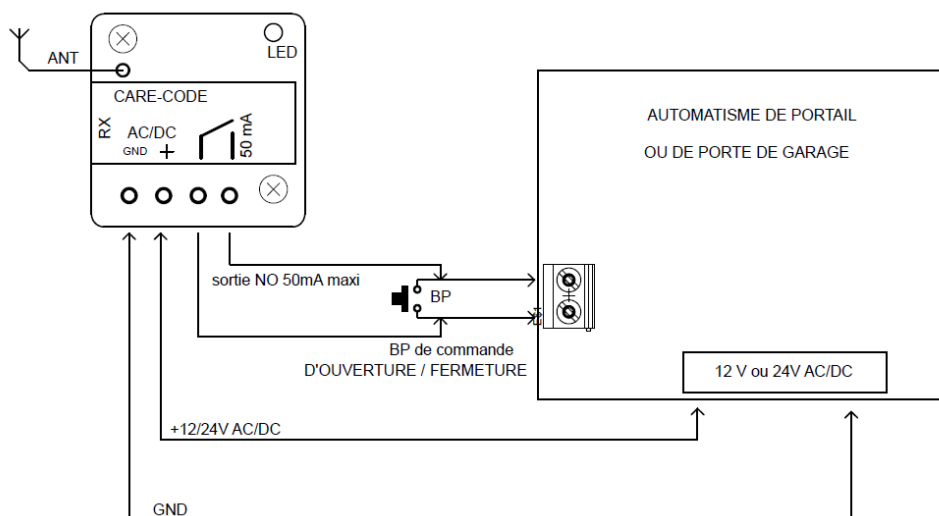 LED
ANT
CARE-CODE
RX
AC/DC
GND +
50 mA
AUTOMATISME DE PORTAIL
OU DE PORTE DE GARAGE
sortie NO 50mA maxi
BP
BP de commande
D'OUVERTURE / FERMETURE
12 V ou 24V AC/DC
+12/24V AC/DC
GND